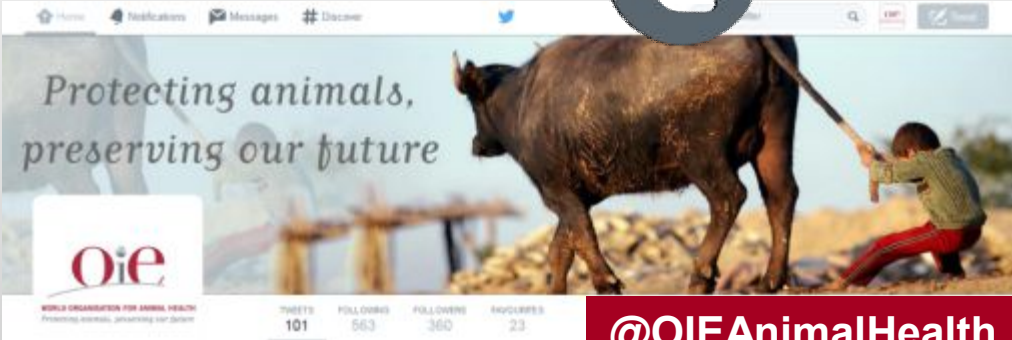 Home Notifications Messages # Discover
Protecting animals,
preserving our future
OiE
WORLD ORGANISATION FOR ANIMAL HEALTH
Protecting animals, preserving our future
TWEETS FOLLOWING FOLLOWERS FAVOURITES
101 563 360 23
@OIEAnimalHealth